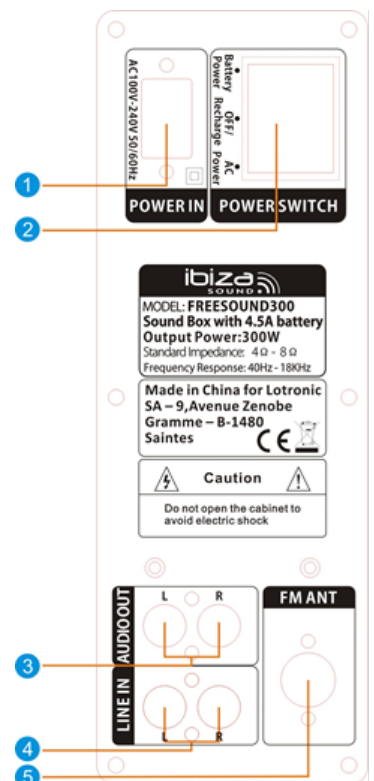 AC100V-240V 50/60Hz
POWER IN
Battery Power
OFF/ Recharge
AC Power
POWER SWITCH
1
2
ibiza
SOUND
MODEL: FREESOUND300
Sound Box with 4.5A battery
Output Power:300W
Standard Impedance: 4Ω - 8Ω
Frequency Response: 40Hz - 18KHz
Made in China for Lotronic
SA – 9,Avenue Zenobe
Gramme – B-1480
Saintes
CE
Caution
Do not open the cabinet to
avoid electric shock
AUDIO OUT
L R
FM ANT
3
LINE IN
L R
4
5